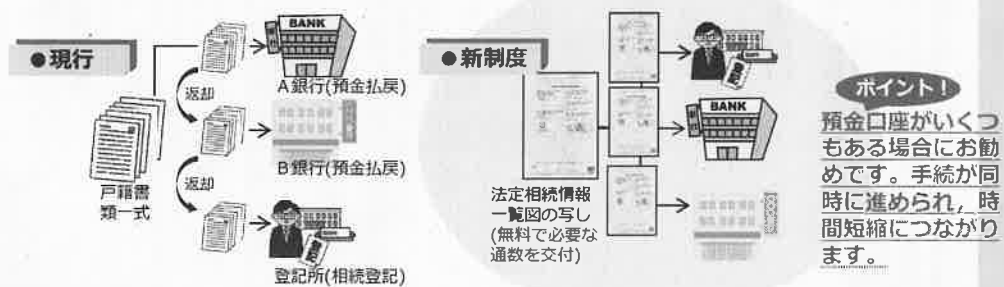 ●現行
BANK
A銀行(預金払戻)
返却
B銀行(預金払戻)
返却
戸籍書
類一式
登記所(相続登記)
●新制度
BANK
法定相続情報
一覧図の写し
(無料で必要な
通数を交付)
ポイント!
預金口座がいくつ
もある場合にお勧
めです。手続が同
時に進められ,時
間短縮につながり
ます。